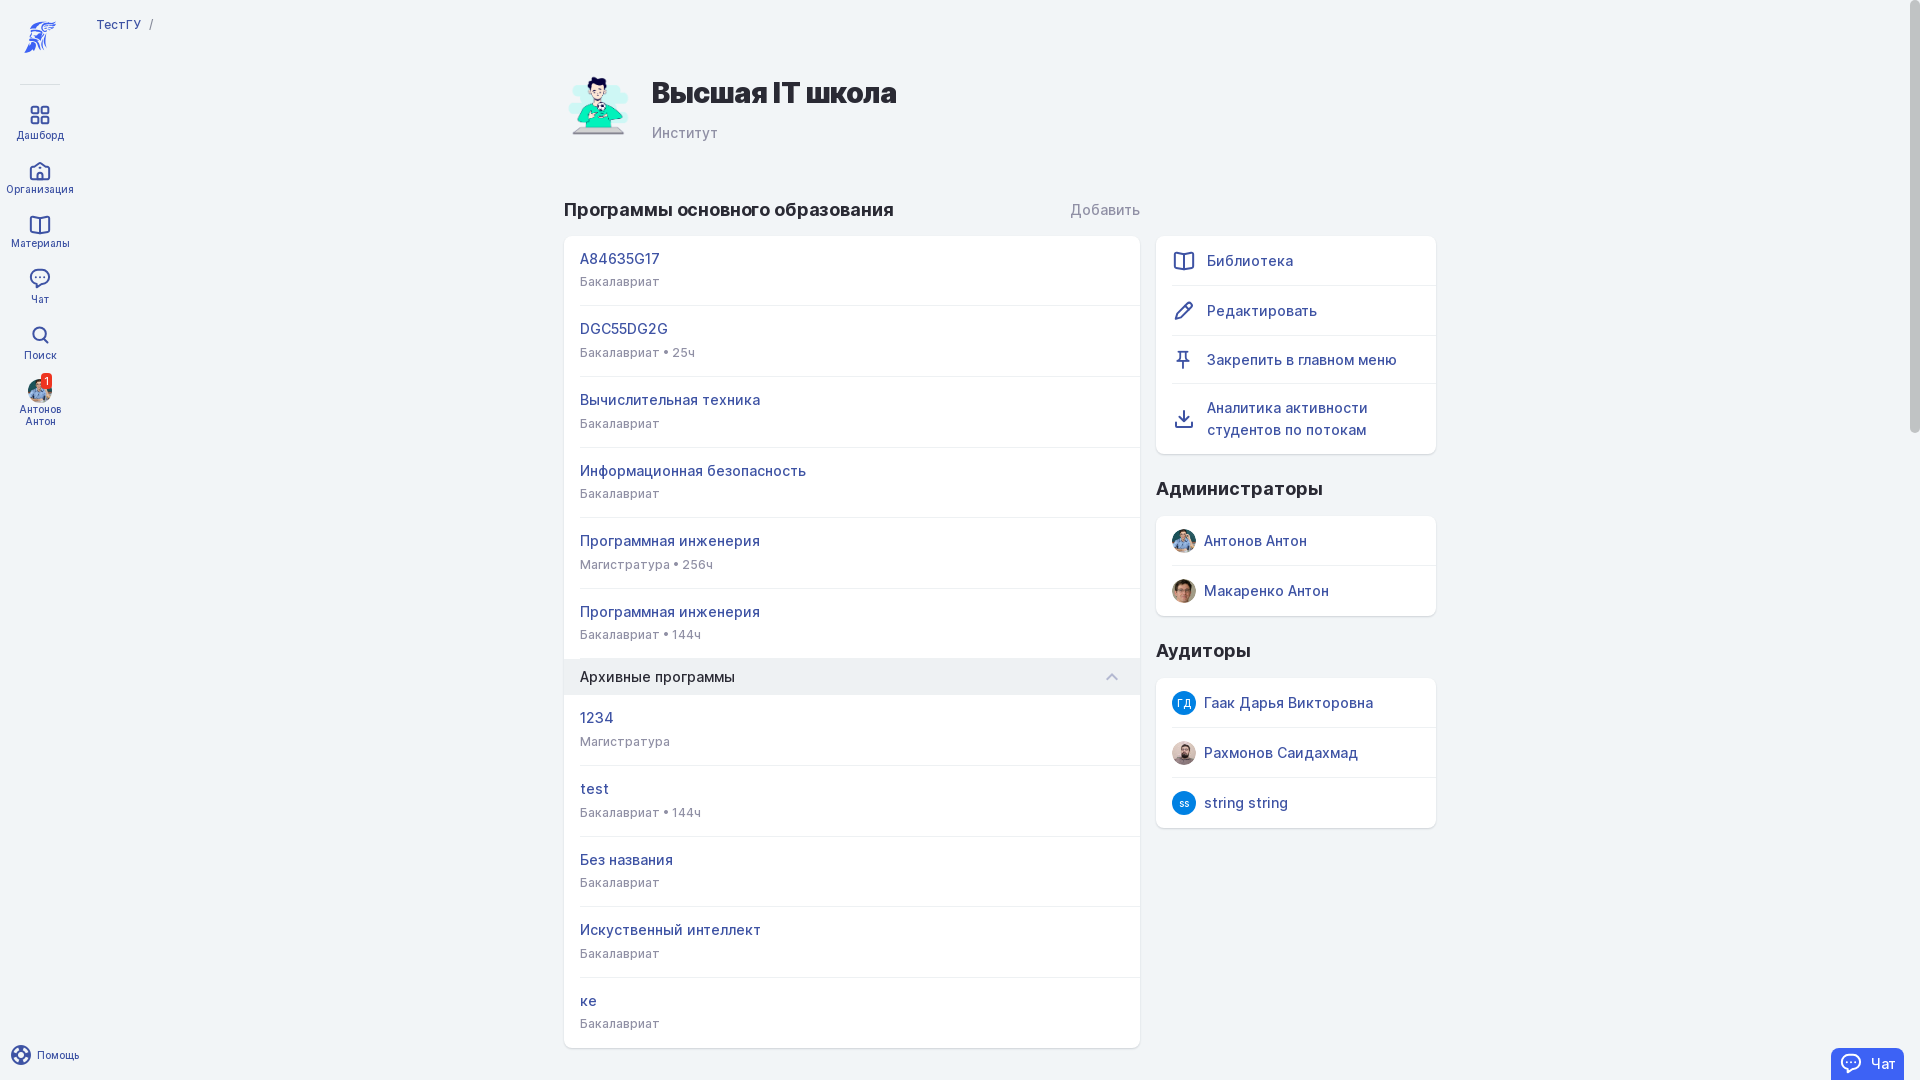 ТестГУ /
Дашборд
Организация
Материалы
Чат
Поиск
1
Антонов
Антон
Помощь
Высшая IT школа
Институт
Программы основного образования
Добавить
A84635G17
Бакалавриат
DGC55DG2G
Бакалавриат • 25ч
Вычислительная техника
Бакалавриат
Информационная безопасность
Бакалавриат
Программная инженерия
Магистратура • 256ч
Программная инженерия
Бакалавриат • 144ч
Архивные программы
1234
Магистратура
test
Бакалавриат • 144ч
Без названия
Бакалавриат
Искуственный интеллект
Бакалавриат
ке
Бакалавриат
Библиотека
Редактировать
Закрепить в главном меню
Аналитика активности
студентов по потокам
Администраторы
Антонов Антон
Макаренко Антон
Аудиторы
ГД Гаак Дарья Викторовна
Рахмонов Саидахмад
ss string string
Чат